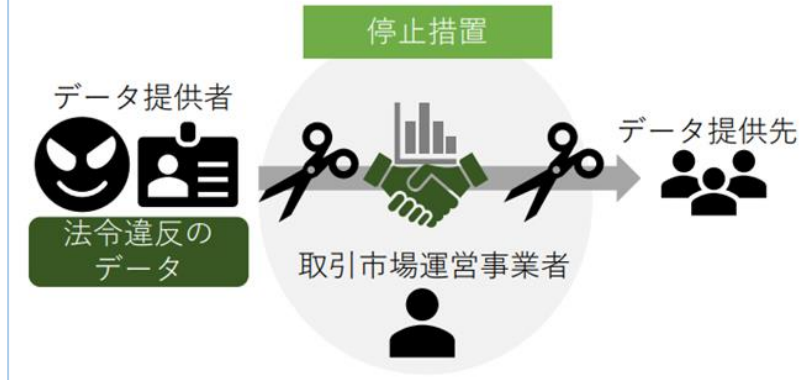 停止措置
データ提供者
データ提供先
法令違反の
データ
取引市場運営事業者